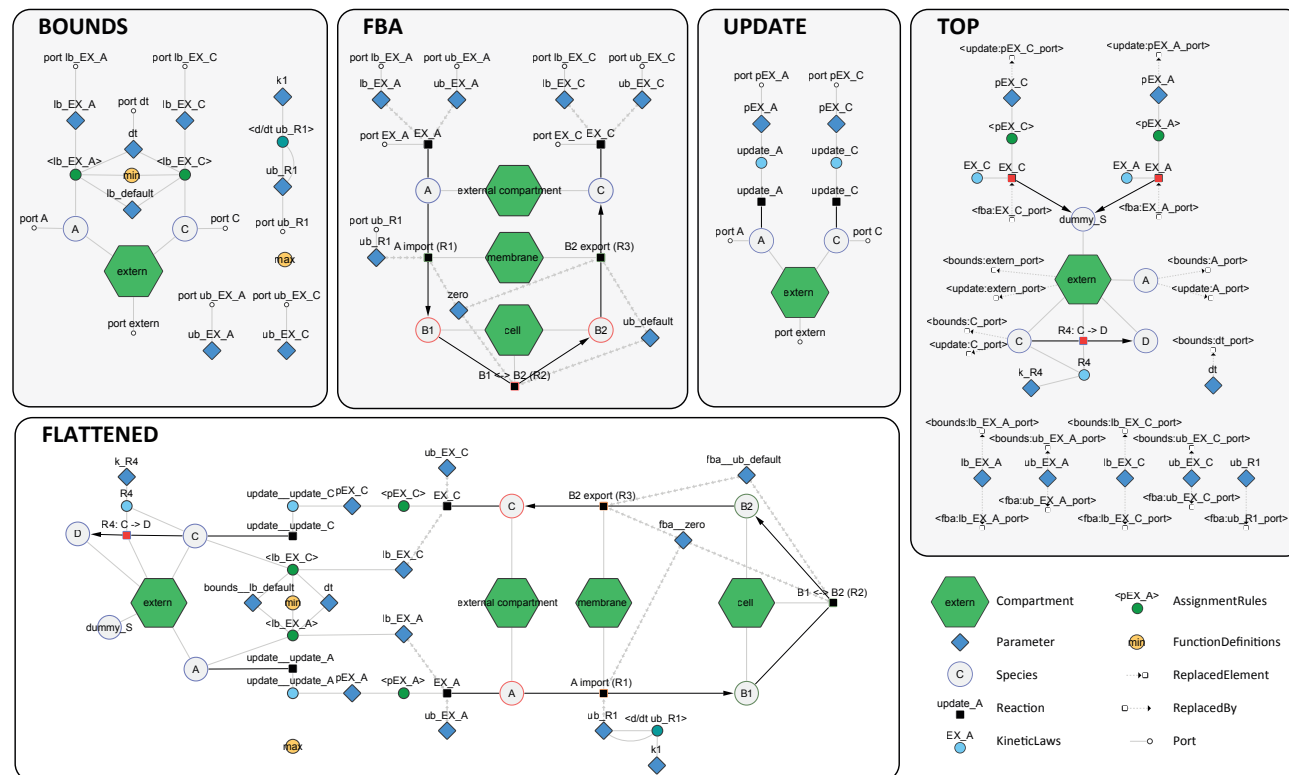 BOUNDS
port lb_EX_A
port lb_EX_C
lb_EX_A
port dt
lb_EX_C
k1
dt
<d/dt ub_R1>
<lb_EX_A>
<lb_EX_C>
min
lb_default
ub_R1
port A
A
C
port C
port ub_R1
extern
max
port extern
port ub_EX_A
port ub_EX_C
ub_EX_A
ub_EX_C
FBA
port lb_EX_A
port ub_EX_A
port lb_EX_C
port ub_EX_C
lb_EX_A
ub_EX_A
lb_EX_C
ub_EX_C
port EX_A
EX_A
port EX_C
EX_C
A
external compartment
C
port ub_R1
ub_R1
A import (R1)
membrane
B2 export (R3)
zero
ub_default
B1
cell
B2
B1 <-> B2 (R2)
UPDATE
port pEX_A
port pEX_C
pEX_A
pEX_C
update_A
update_C
update_A
update_C
port A
A
C
port C
extern
port extern
TOP
<update:pEX_C_port>
<update:pEX_A_port>
pEX_C
pEX_A
<pEX_C>
<pEX_A>
EX_C
EX_C
EX_A
EX_A
<fba:EX_C_port>
<fba:EX_A_port>
dummy_S
<bounds:extern_port>
<update:extern_port>
extern
<bounds:A_port>
A
<update:A_port>
<bounds:C_port>
<update:C_port>
C
R4: C -> D
D
R4
k_R4
<bounds:dt_port>
dt
<bounds:lb_EX_A_port>
<bounds:lb_EX_C_port>
<bounds:ub_EX_A_port>
<bounds:ub_EX_C_port>
lb_EX_A
ub_EX_A
lb_EX_C
ub_EX_C
ub_R1
<fba:ub_EX_A_port>
<fba:ub_EX_C_port>
<fba:lb_EX_A_port>
<fba:lb_EX_C_port>
<fba:ub_R1_port>
FLATTENED
k_R4
R4
R4: C -> D
D
C
update__update_C
update__update_C
pEX_C
<pEX_C>
ub_EX_C
EX_C
C
B2 export (R3)
fba__ub_default
B2
fba__zero
<lb_EX_C>
lb_EX_C
bounds__lb_default
dt
min
extern
external compartment
membrane
cell
B1 <-> B2 (R2)
dummy_S
<lb_EX_A>
lb_EX_A
A
update__update_A
update__update_A
pEX_A
<pEX_A>
EX_A
A
A import (R1)
B1
ub_EX_A
ub_R1
<d/dt ub_R1>
k1
max
extern
Compartment
<pEX_A>
AssignmentRules
Parameter
min
FunctionDefinitions
C
Species
ReplacedElement
update_A
Reaction
ReplacedBy
EX_A
KineticLaws
Port